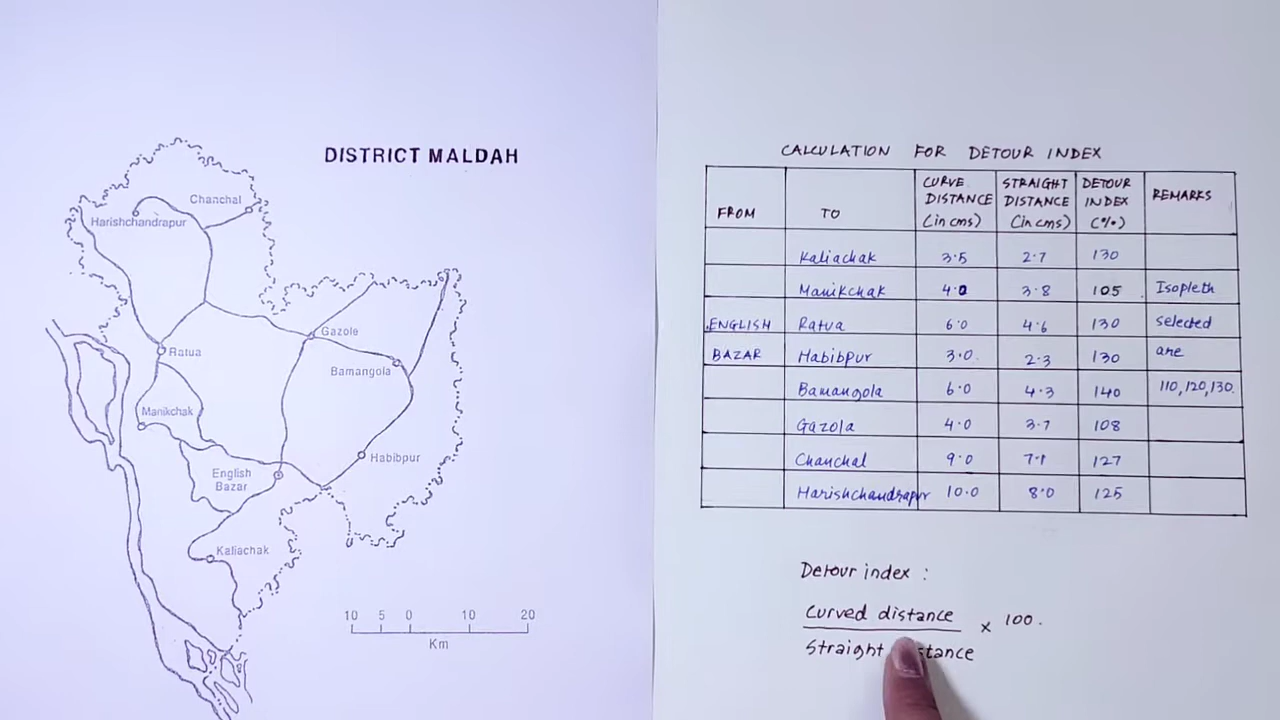 DISTRICT MALDAH
Chanchal
Harishchandrapur
Gazole
Ratua
Bamangola
Manikchak
English
Bazar
Habibpur
Kaliachak
10 5 0 10 20
Km
CALCULATION FOR DETOUR INDEX
FROM TO CURVE DISTANCE (in cms) STRAIGHT DISTANCE (in cms) DETOUR INDEX (%) REMARKS
Kaliachak 3.5 2.7 130
Manikchak 4.0 3.8 105 Isopleth
ENGLISH Ratua 6.0 4.6 130 selected
BAZAR Habibpur 3.0 2.3 130 are
Bamangola 6.0 4.3 140 110,120,130.
Gazola 4.0 3.7 108
Chanchal 9.0 7.1 127
Harishchandrapur 10.0 8.0 125
Detour index :
Curved distance × 100.
Straight